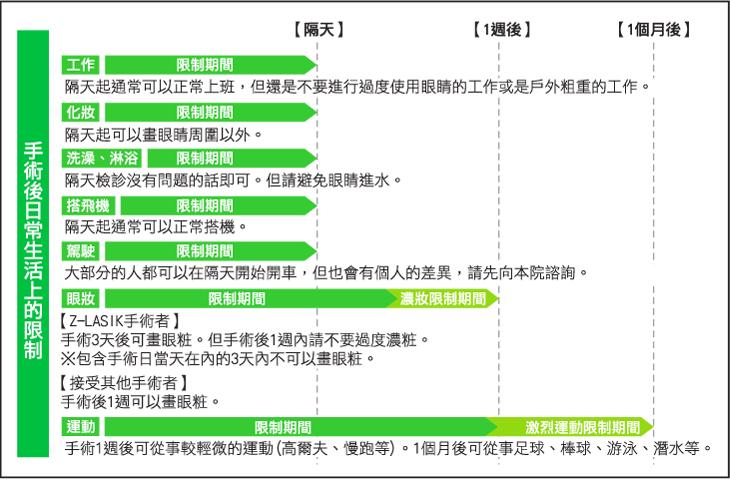 【隔天】 【1週後】 【1個月後】
手術後日常生活上的限制
工作 限制期間
隔天起通常可以正常上班，但還是不要進行過度使用眼睛的工作或是戶外粗重的工作。
化妝 限制期間
隔天起可以畫眼睛周圍以外。
洗澡、淋浴 限制期間
隔天檢診沒有問題的話即可。但請避免眼睛進水。
搭飛機 限制期間
隔天起通常可以正常搭機。
駕駛 限制期間
大部分的人都可以在隔天開始開車，但也會有個人的差異，請先向本院諮詢。
眼妝 限制期間 濃妝限制期間
【Z-LASIK手術者】
手術3天後可畫眼粧。但手術後1週內請不要過度濃粧。
※包含手術日當天在內的3天內不可以畫眼粧。
【接受其他手術者】
手術後1週可以畫眼粧。
運動 限制期間 激烈運動限制期間
手術1週後可從事較輕微的運動(高爾夫、慢跑等)。1個月後可從事足球、棒球、游泳、潛水等。